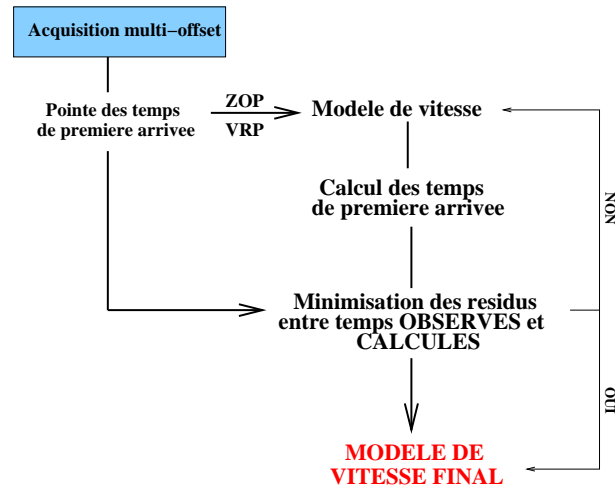 Acquisition multi−offset
Pointe des temps
de premiere arrivee
ZOP
VRP
Modele de vitesse
Calcul des temps
de premiere arrivee
NON
Minimisation des residus
entre temps OBSERVES et
CALCULES
OUI
MODELE DE
VITESSE FINAL